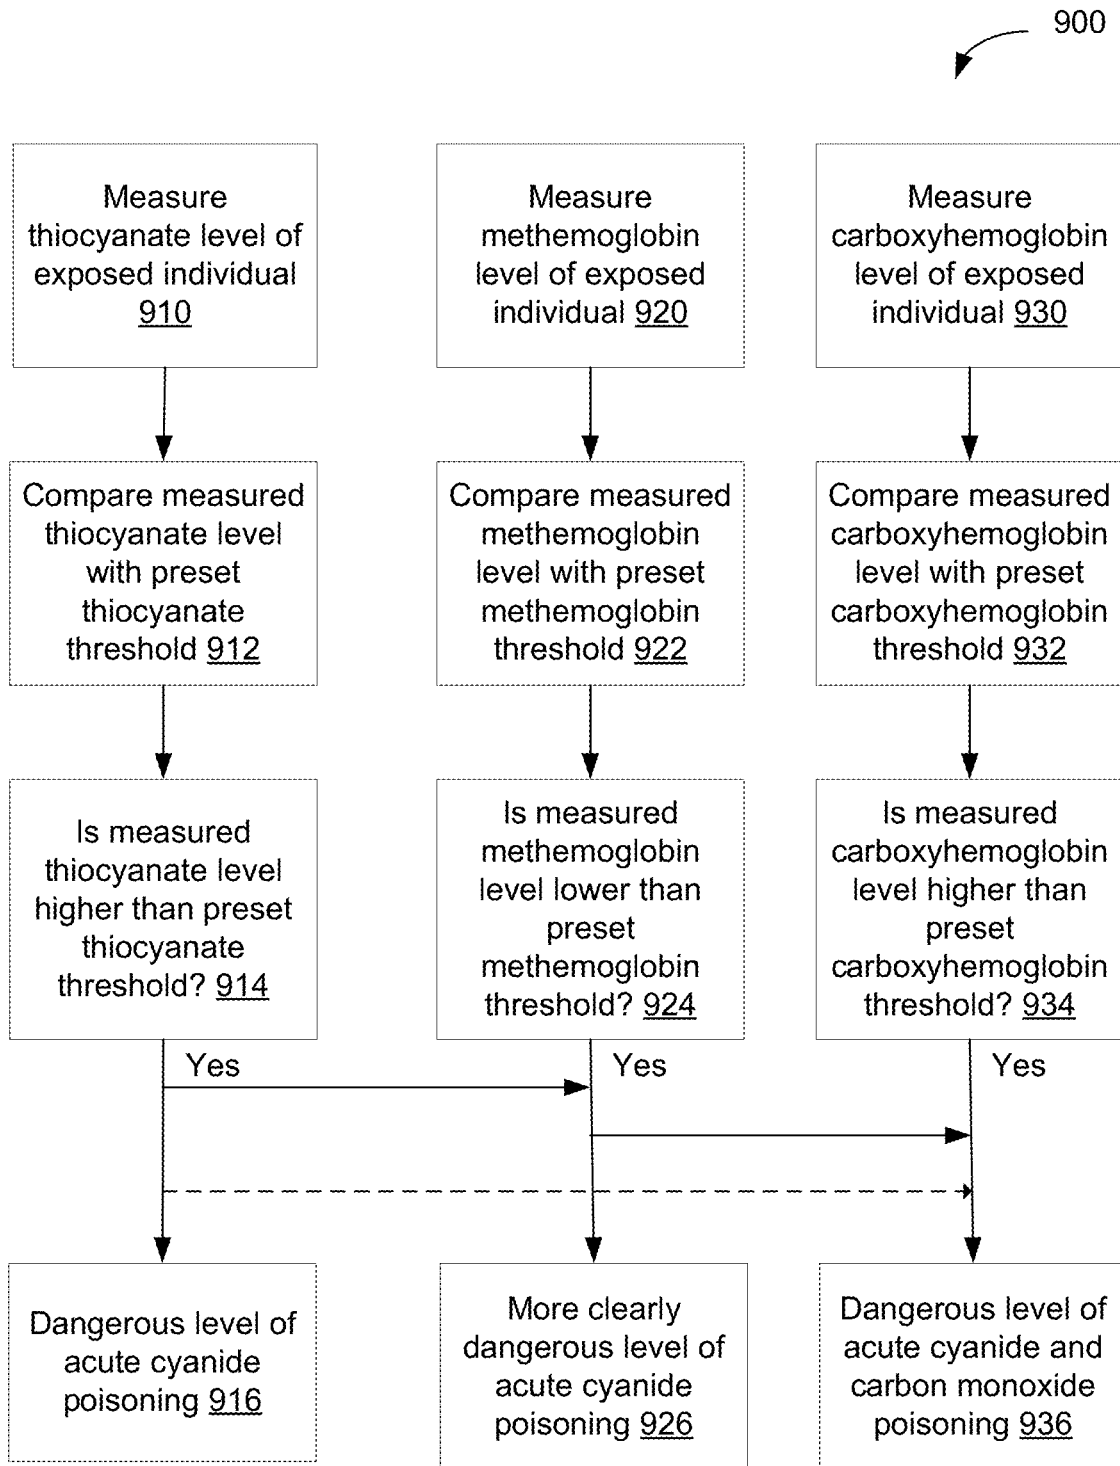 900
Measure
thiocyanate level of
exposed individual
910
Measure
methemoglobin
level of exposed
individual 920
Measure
carboxyhemoglobin
level of exposed
individual 930
Compare measured
thiocyanate level
with preset
thiocyanate
threshold 912
Compare measured
methemoglobin
level with preset
methemoglobin
threshold 922
Compare measured
carboxyhemoglobin
level with preset
carboxyhemoglobin
threshold 932
Is measured
thiocyanate level
higher than preset
thiocyanate
threshold? 914
Is measured
methemoglobin
level lower than
preset
methemoglobin
threshold? 924
Is measured
carboxyhemoglobin
level higher than
preset
carboxyhemoglobin
threshold? 934
Yes
Yes
Yes
Dangerous level of
acute cyanide
poisoning 916
More clearly
dangerous level of
acute cyanide
poisoning 926
Dangerous level of
acute cyanide and
carbon monoxide
poisoning 936